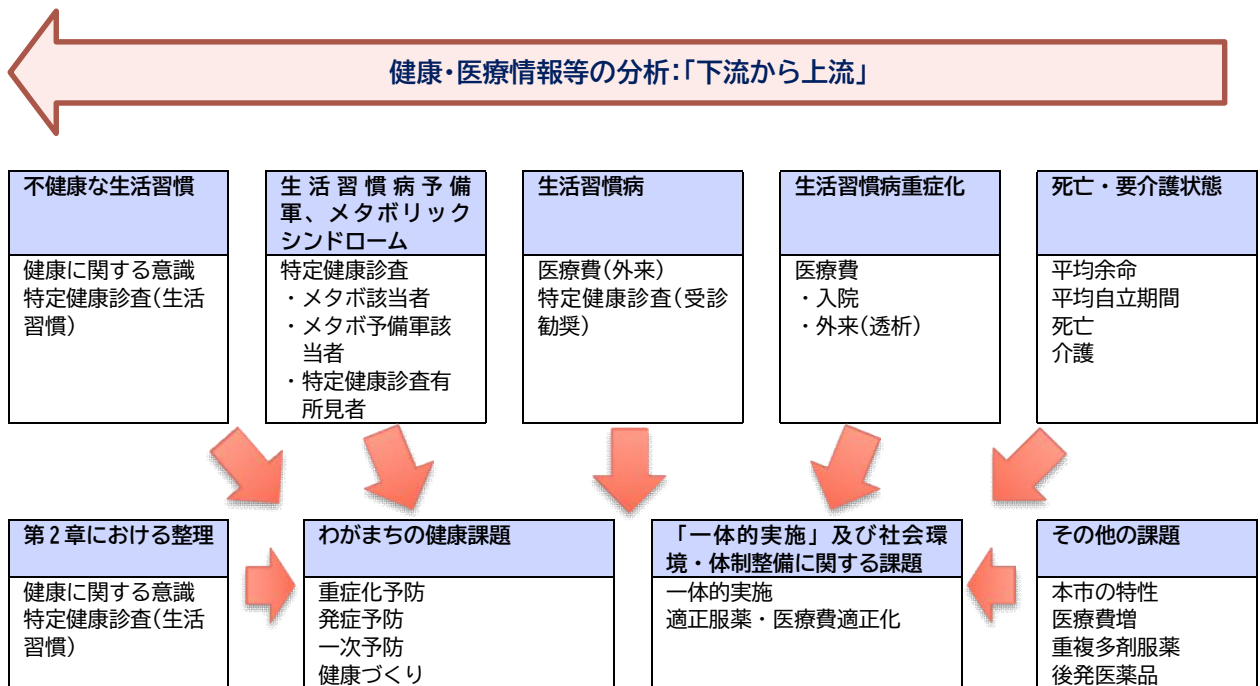 健康・医療情報等の分析：「下流から上流」
不健康な生活習慣
健康に関する意識
特定健康診査(生活
習慣)
生活習慣病予備
軍、メタボリック
シンドローム
特定健康診査
・メタボ該当者
・メタボ予備軍該
当者
・特定健康診査有
所見者
生活習慣病
医療費(外来)
特定健康診査(受診
勧奨)
生活習慣病重症化
医療費
・入院
・外来(透析)
死亡・要介護状態
平均余命
平均自立期間
死亡
介護
第2章における整理
健康に関する意識
特定健康診査(生活
習慣)
わがまちの健康課題
重症化予防
発症予防
一次予防
健康づくり
「一体的実施」及び社会環
境・体制整備に関する課題
一体的実施
適正服薬・医療費適正化
その他の課題
本市の特性
医療費増
重複多剤服薬
後発医薬品